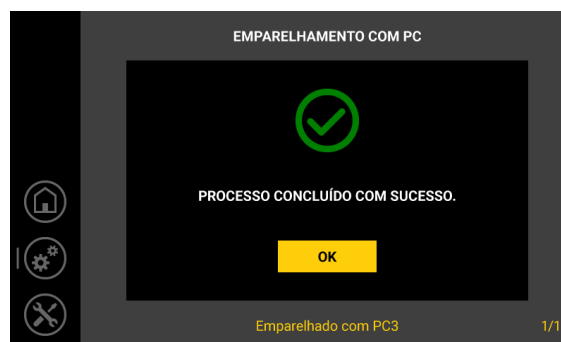 EMPARELHAMENTO COM PC
PROCESSO CONCLUÍDO COM SUCESSO.
OK
Emparelhado com PC3
1/1